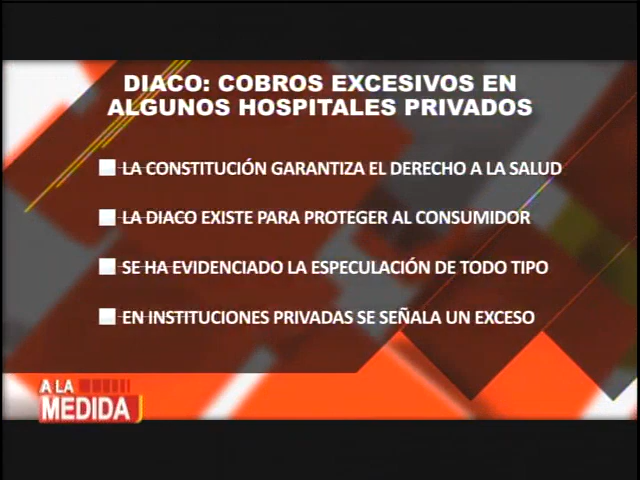 DIACO: COBROS EXCESIVOS EN
ALGUNOS HOSPITALES PRIVADOS
LA CONSTITUCIÓN GARANTIZA EL DERECHO A LA SALUD
LA DIACO EXISTE PARA PROTEGER AL CONSUMIDOR
SE HA EVIDENCIADO LA ESPECULACIÓN DE TODO TIPO
EN INSTITUCIONES PRIVADAS SE SEÑALA UN EXCESO
A LA
MEDIDA